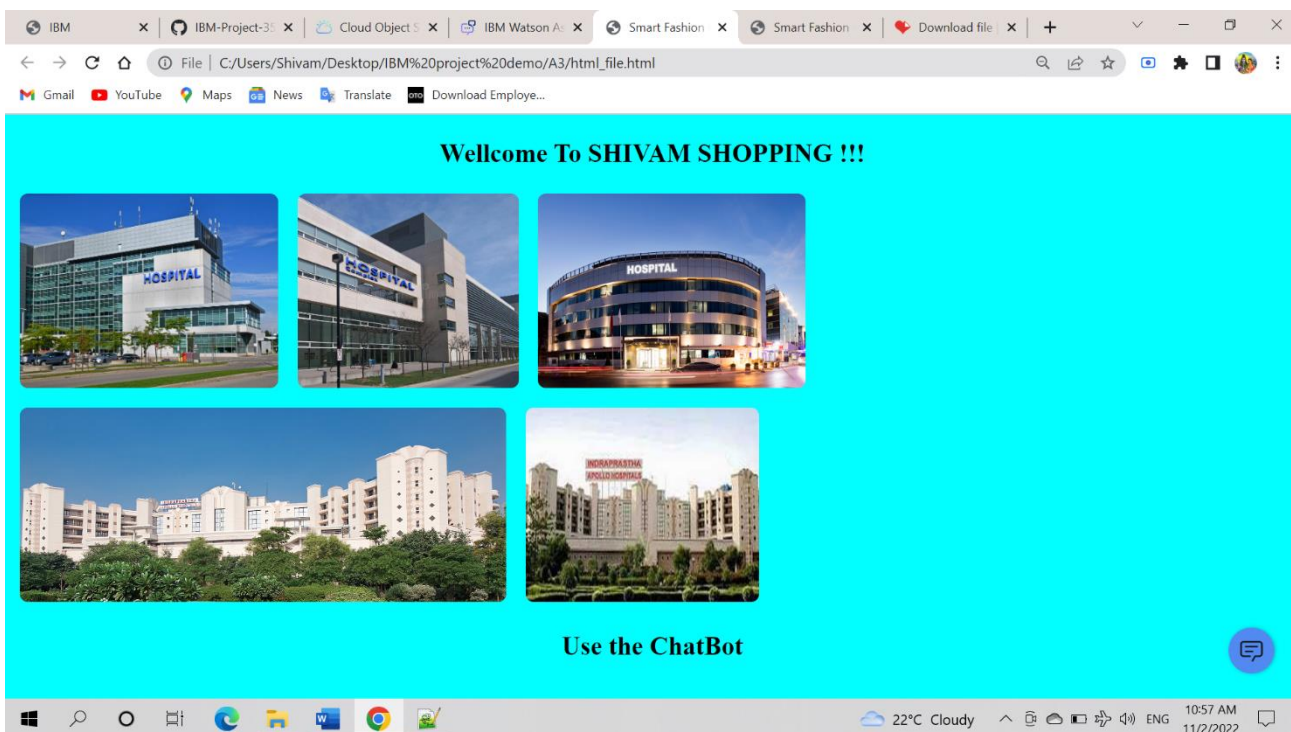 IBM
IBM-Project-35
Cloud Object S
IBM Watson As
Smart Fashion
Smart Fashion
Download file
File | C:/Users/Shivam/Desktop/IBM%20project%20demo/A3/html_file.html
Gmail YouTube Maps News Translate Download Employe...
Wellcome To SHIVAM SHOPPING !!!
HOSPITAL
HOSPITAL
HOSPITAL
INDRAPRASTHA
APOLLO HOSPITALS
Use the ChatBot
22°C Cloudy
ENG
10:57 AM
11/2/2022